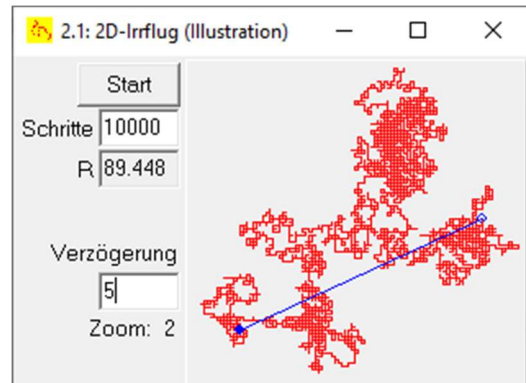 2.1: 2D-Irrflug (Illustration)
Start
Schritte 10000
R 89.448
Verzögerung
5
Zoom: 2